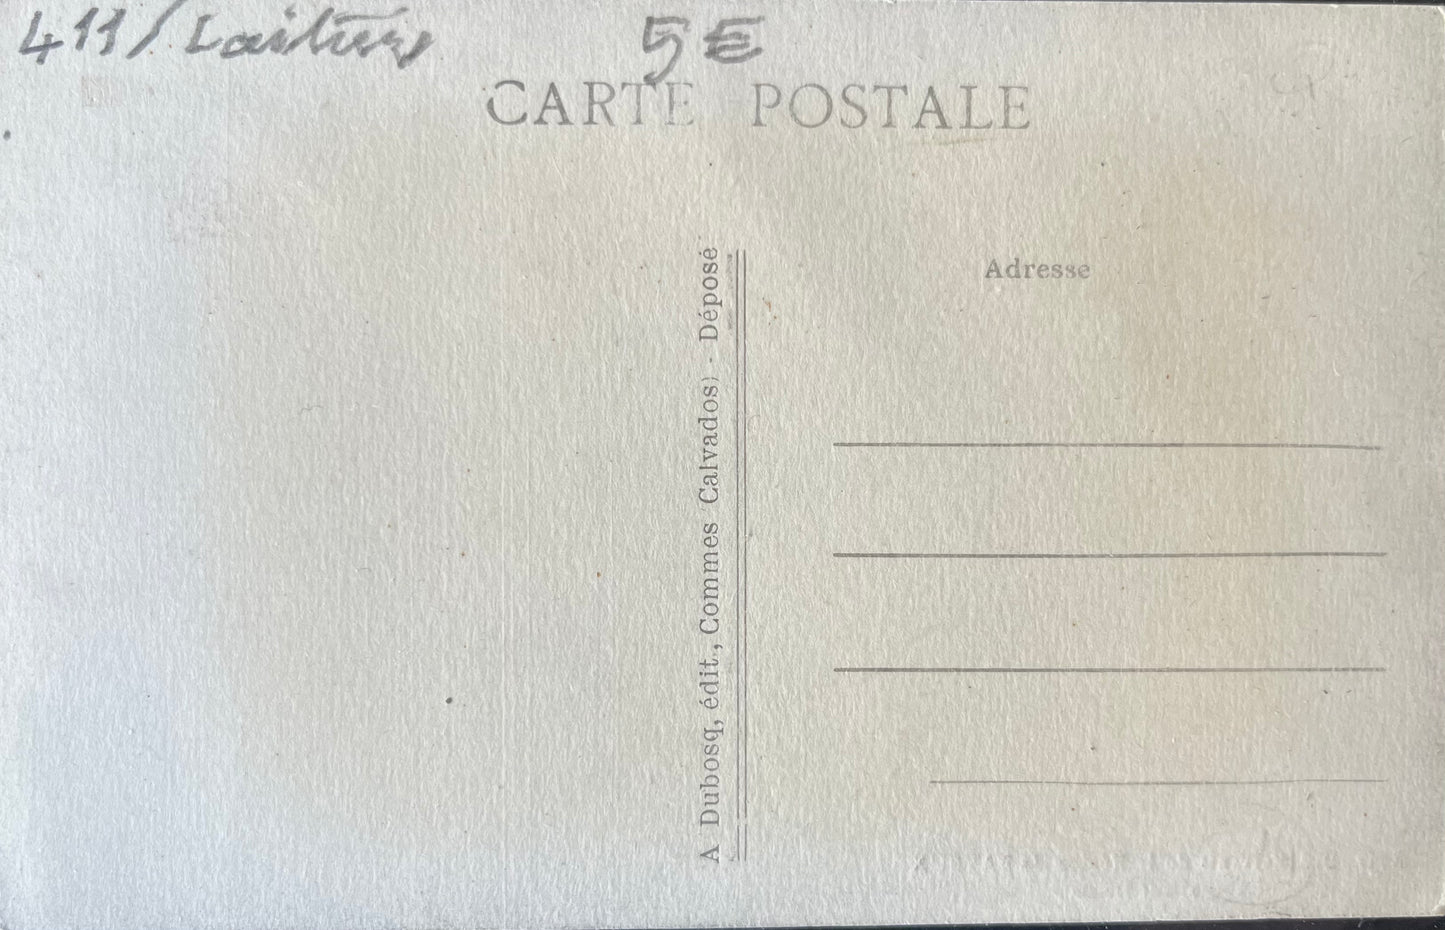 411/Laitière
5€
CARTE POSTALE
A Dubosq, édit., Commes (Calvados) - Déposé
Adresse